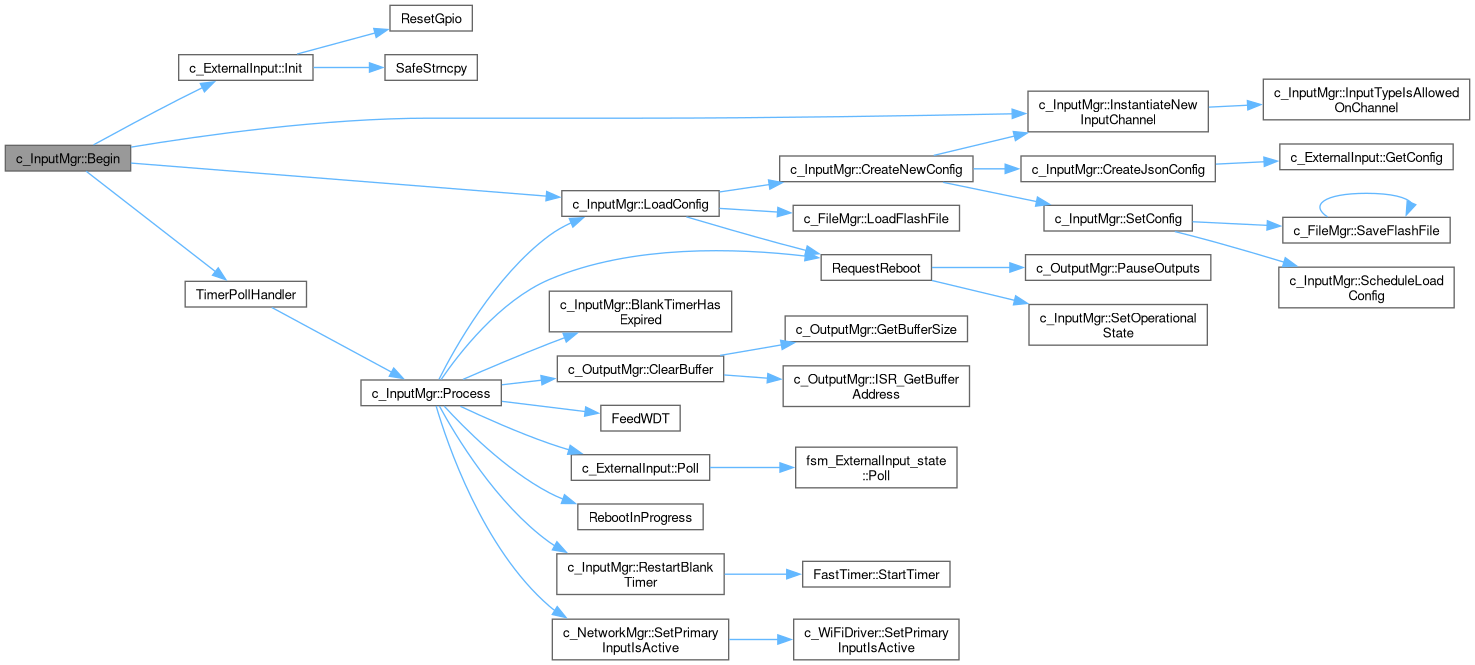 ResetGpio
c_ExternalInput::Init
SafeStrncpy
c_InputMgr::Begin
c_InputMgr::InstantiateNew
InputChannel
c_InputMgr::InputTypeIsAllowed
OnChannel
c_InputMgr::CreateNewConfig
c_InputMgr::CreateJsonConfig
c_ExternalInput::GetConfig
c_InputMgr::LoadConfig
c_FileMgr::LoadFlashFile
c_InputMgr::SetConfig
c_FileMgr::SaveFlashFile
RequestReboot
c_OutputMgr::PauseOutputs
c_InputMgr::ScheduleLoad
Config
TimerPollHandler
c_InputMgr::BlankTimerHas
Expired
c_InputMgr::SetOperational
State
c_OutputMgr::GetBufferSize
c_OutputMgr::ClearBuffer
c_OutputMgr::ISR_GetBuffer
Address
c_InputMgr::Process
FeedWDT
c_ExternalInput::Poll
fsm_ExternalInput_state
::Poll
RebootInProgress
c_InputMgr::RestartBlank
Timer
FastTimer::StartTimer
c_NetworkMgr::SetPrimary
InputIsActive
c_WiFiDriver::SetPrimary
InputIsActive